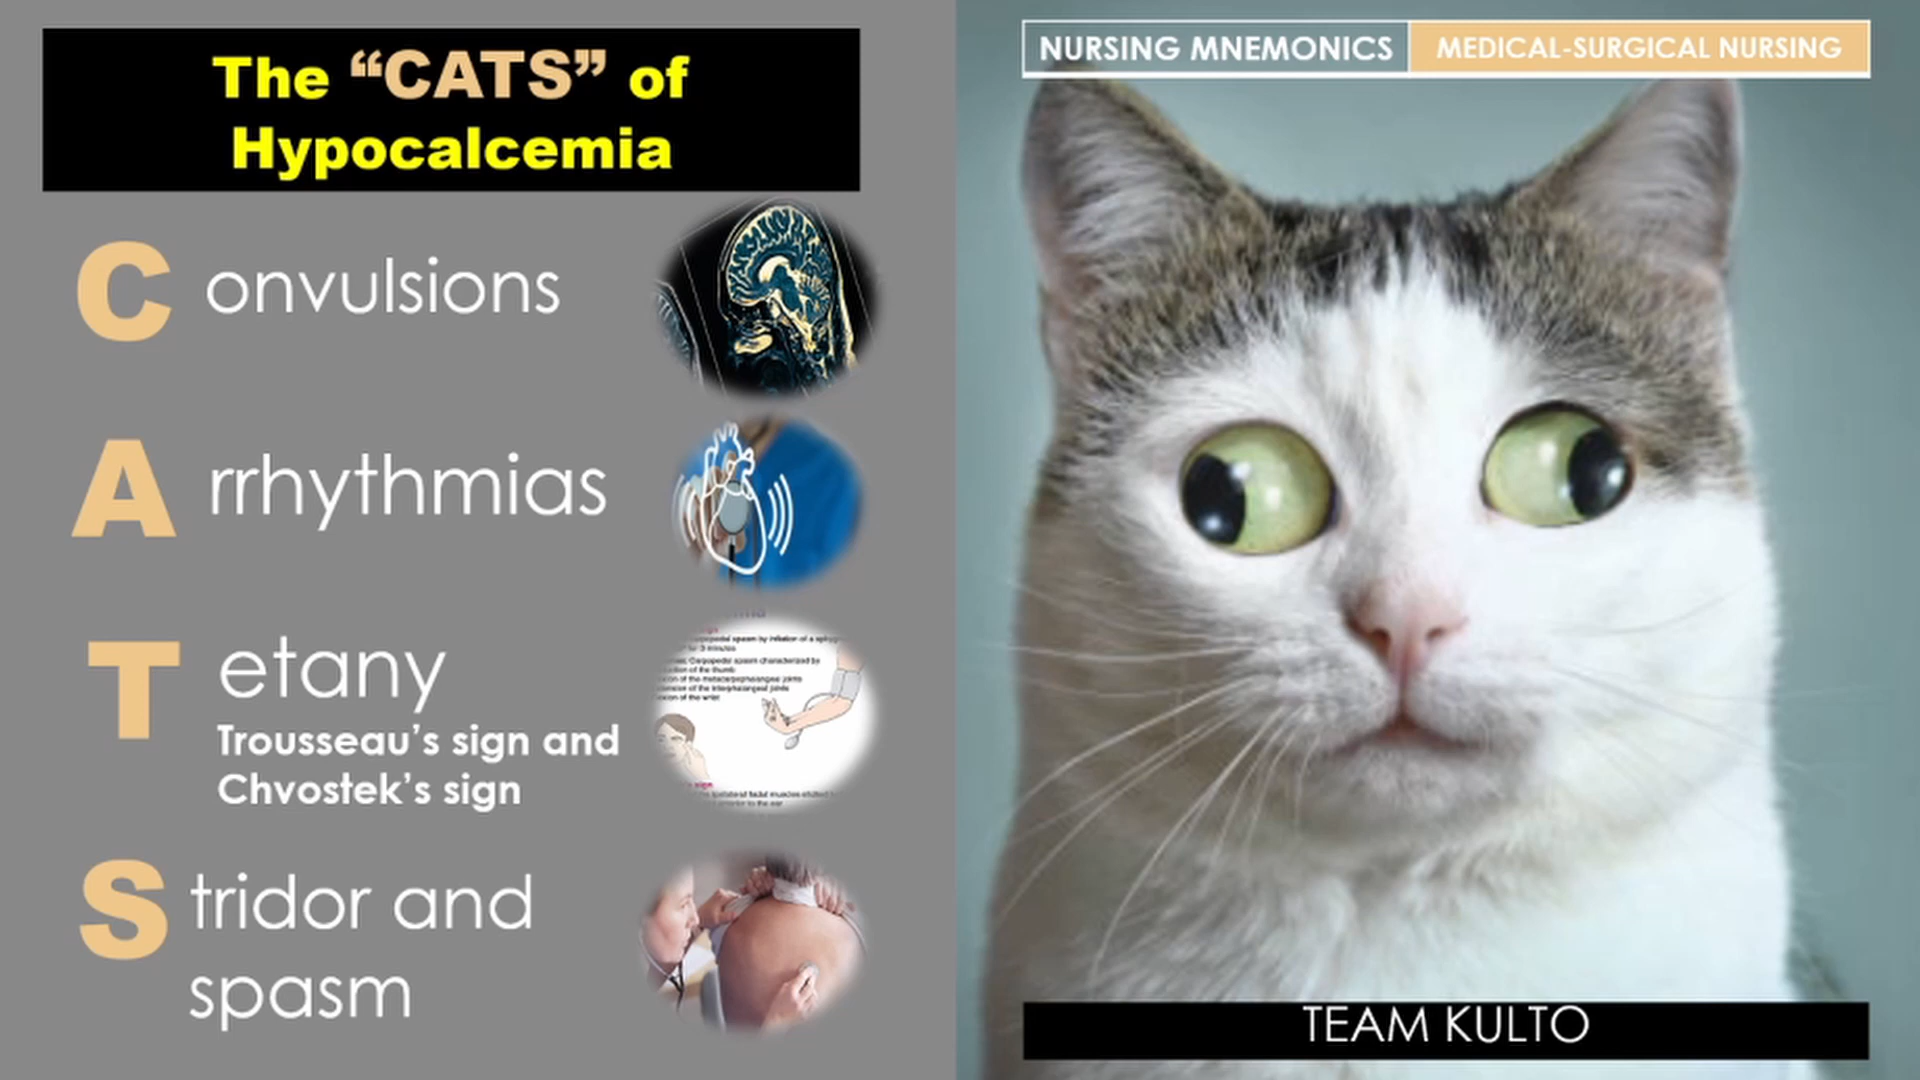 The “CATS” of
Hypocalcemia
C onvulsions
A rrhythmias
T etany
Trousseau’s sign and
Chvostek’s sign
S tridor and
spasm
NURSING MNEMONICS
MEDICAL-SURGICAL NURSING
TEAM KULTO